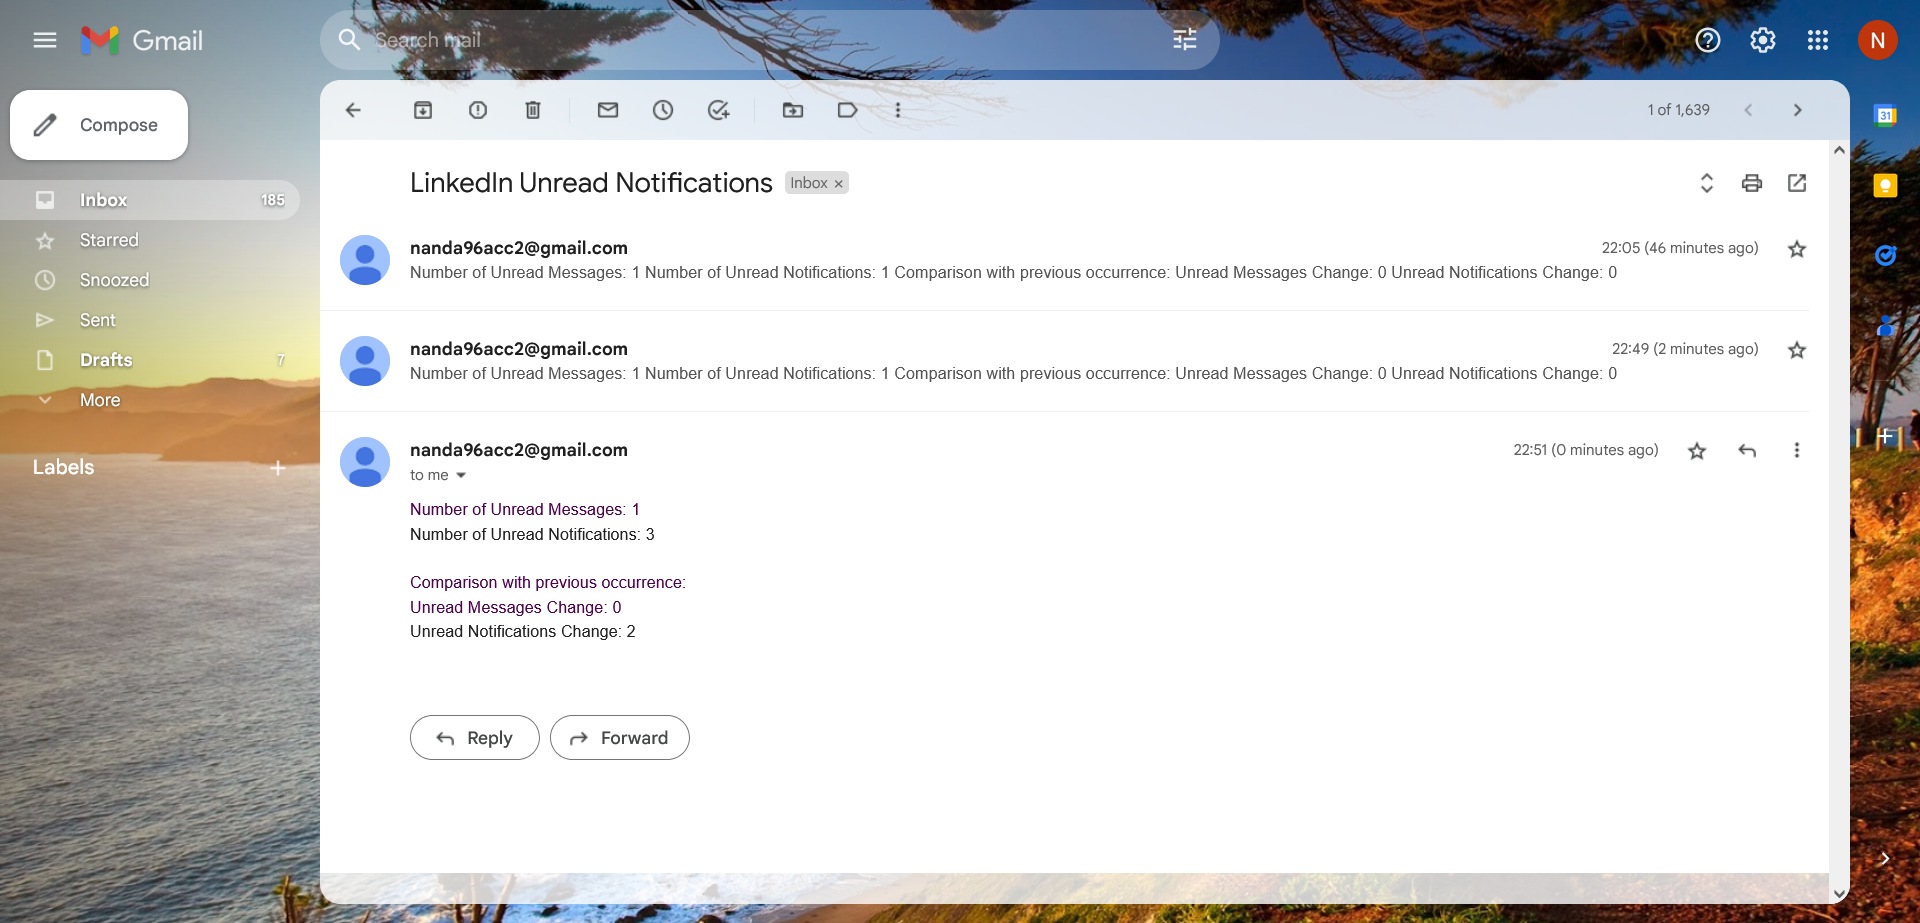 Gmail
Search mail
N
Compose
Inbox 185
Starred
Snoozed
Sent
Drafts 7
More
Labels
1 of 1,639
31
LinkedIn Unread Notifications Inbox ×
nanda96acc2@gmail.com 22:05 (46 minutes ago)
Number of Unread Messages: 1 Number of Unread Notifications: 1 Comparison with previous occurrence: Unread Messages Change: 0 Unread Notifications Change: 0
nanda96acc2@gmail.com 22:49 (2 minutes ago)
Number of Unread Messages: 1 Number of Unread Notifications: 1 Comparison with previous occurrence: Unread Messages Change: 0 Unread Notifications Change: 0
nanda96acc2@gmail.com 22:51 (0 minutes ago)
to me
Number of Unread Messages: 1
Number of Unread Notifications: 3
Comparison with previous occurrence:
Unread Messages Change: 0
Unread Notifications Change: 2
Reply
Forward